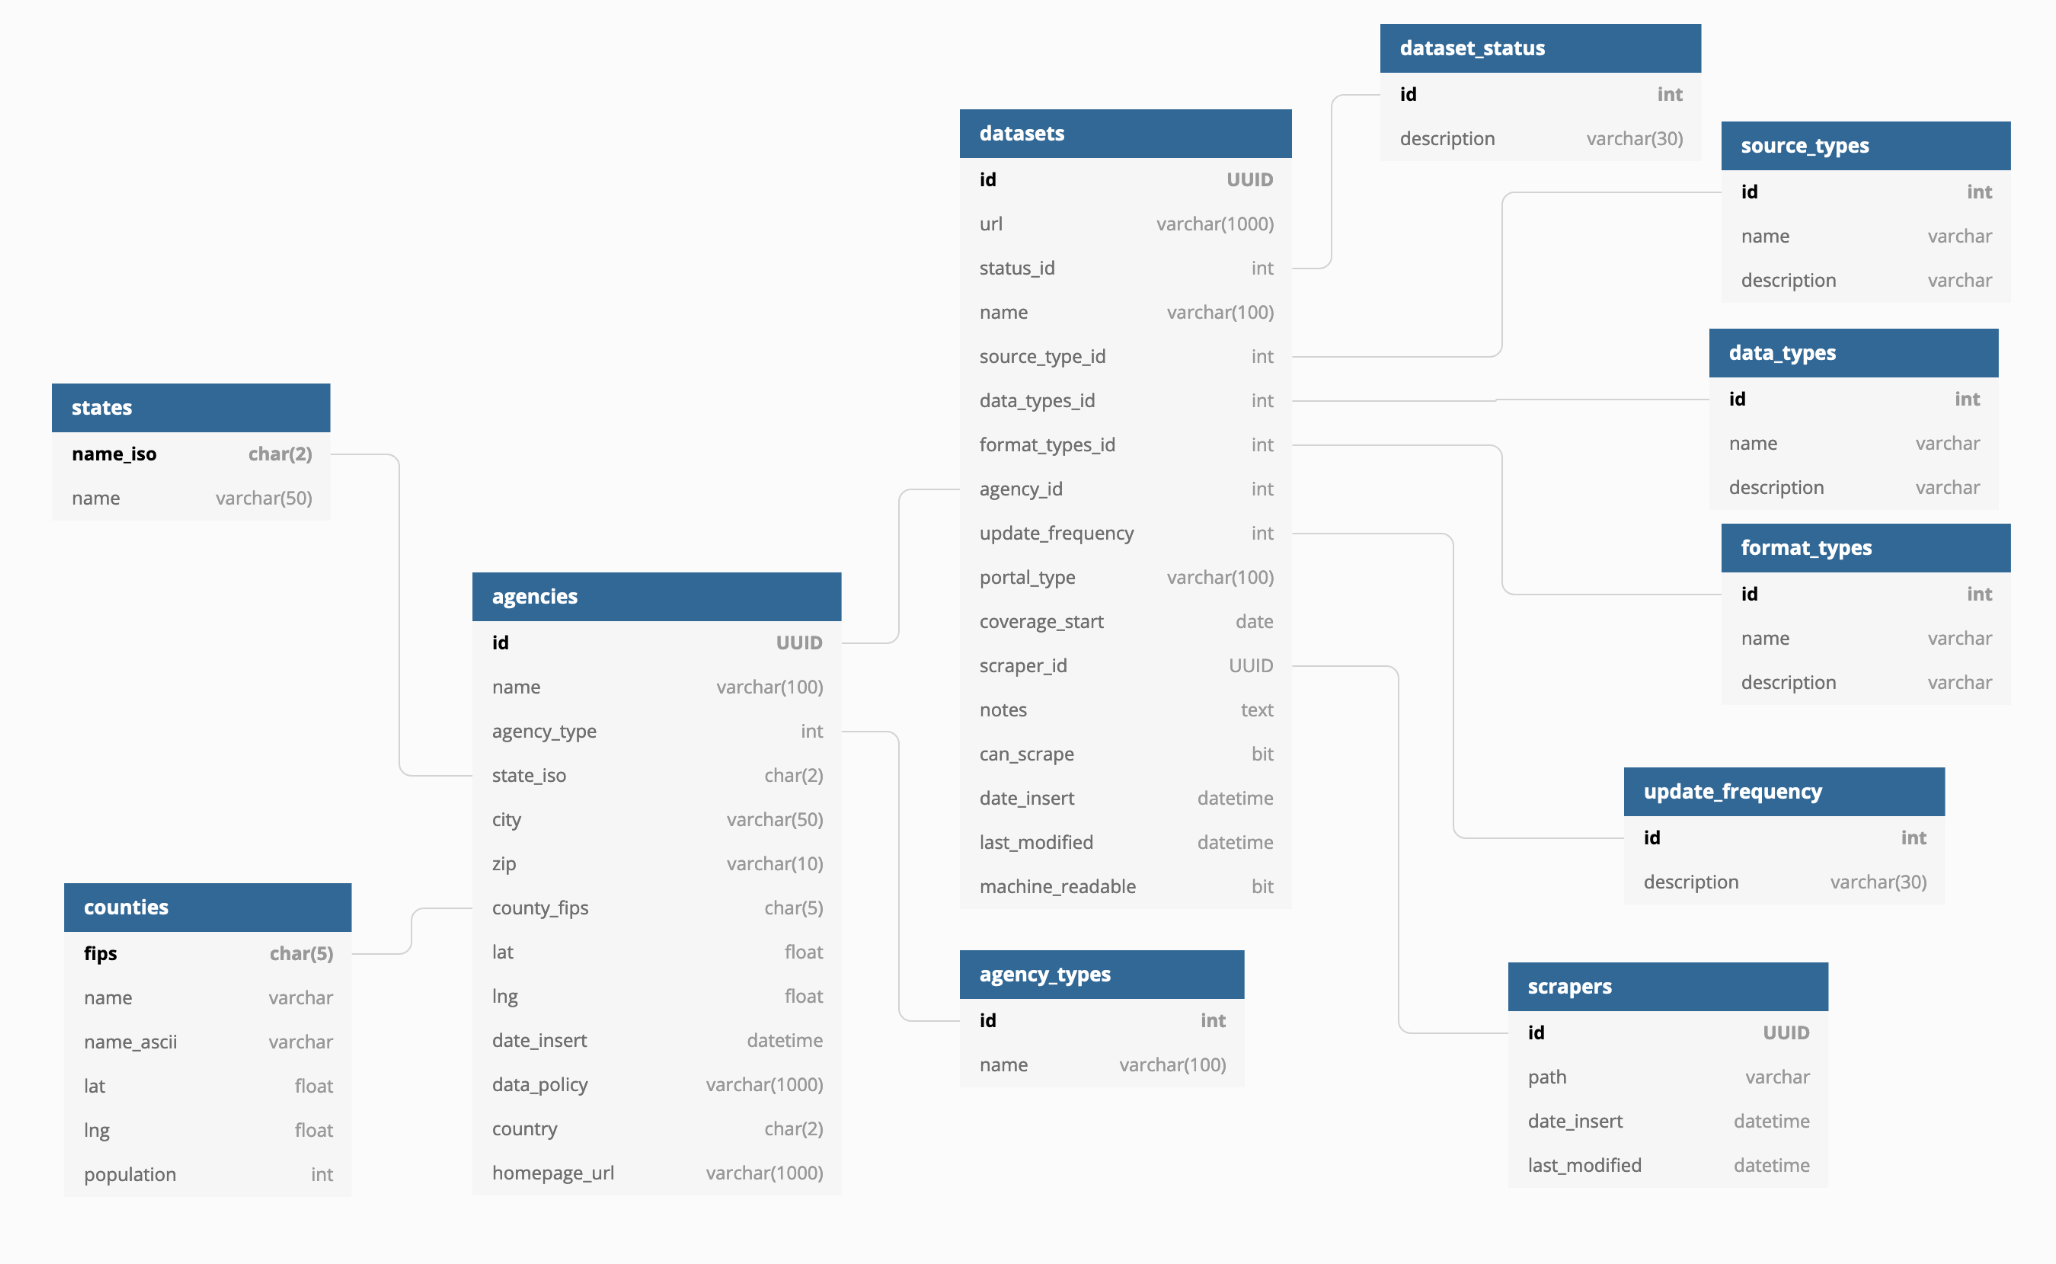 dataset_status
id int
description varchar(30)
datasets
id UUID
url varchar(1000)
status_id int
name varchar(100)
source_type_id int
data_types_id int
format_types_id int
agency_id int
update_frequency int
portal_type varchar(100)
coverage_start date
scraper_id UUID
notes text
can_scrape bit
date_insert datetime
last_modified datetime
machine_readable bit
source_types
id int
name varchar
description varchar
data_types
id int
name varchar
description varchar
format_types
id int
name varchar
description varchar
states
name_iso char(2)
name varchar(50)
agencies
id UUID
name varchar(100)
agency_type int
state_iso char(2)
city varchar(50)
zip varchar(10)
county_fips char(5)
lat float
lng float
date_insert datetime
data_policy varchar(1000)
country char(2)
homepage_url varchar(1000)
update_frequency
id int
description varchar(30)
counties
fips char(5)
name varchar
name_ascii varchar
lat float
lng float
population int
agency_types
id int
name varchar(100)
scrapers
id UUID
path varchar
date_insert datetime
last_modified datetime